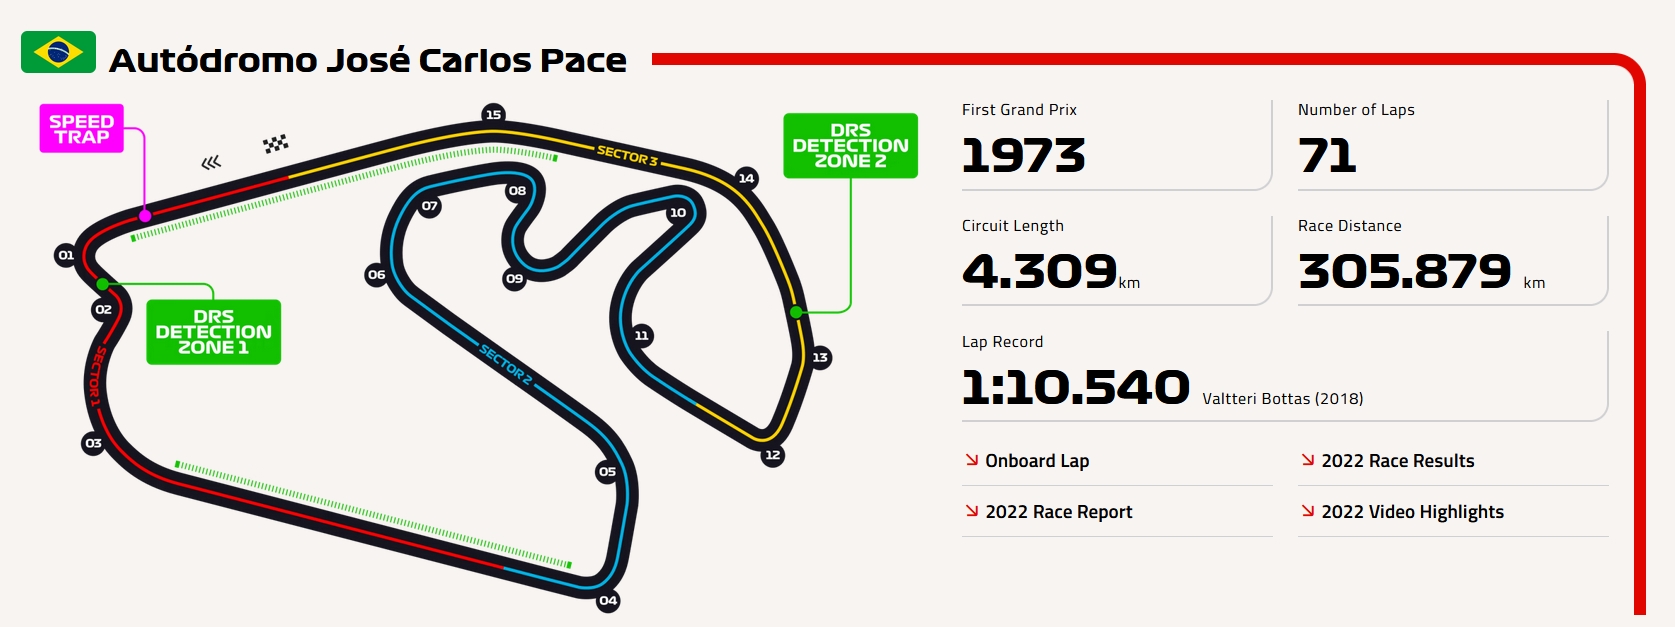 Autódromo José Carlos Pace
SPEED
TRAP
15
DRS
DETECTION
ZONE 2
SECTOR 3
14
08
07
10
01
06
09
02
DRS
DETECTION
ZONE 1
11
13
SECTOR 1
SECTOR 2
03
12
05
04
First Grand Prix
1973
Number of Laps
71
Circuit Length
4.309km
Race Distance
305.879 km
Lap Record
1:10.540 Valtteri Bottas (2018)
Onboard Lap
2022 Race Results
2022 Race Report
2022 Video Highlights